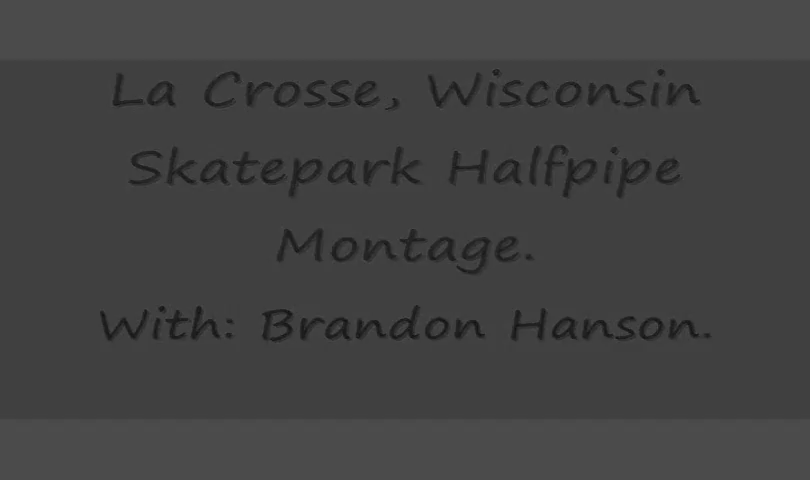 La Crosse, Wisconsin
Skatepark Halfpipe
Montage.
With: Brandon Hanson.